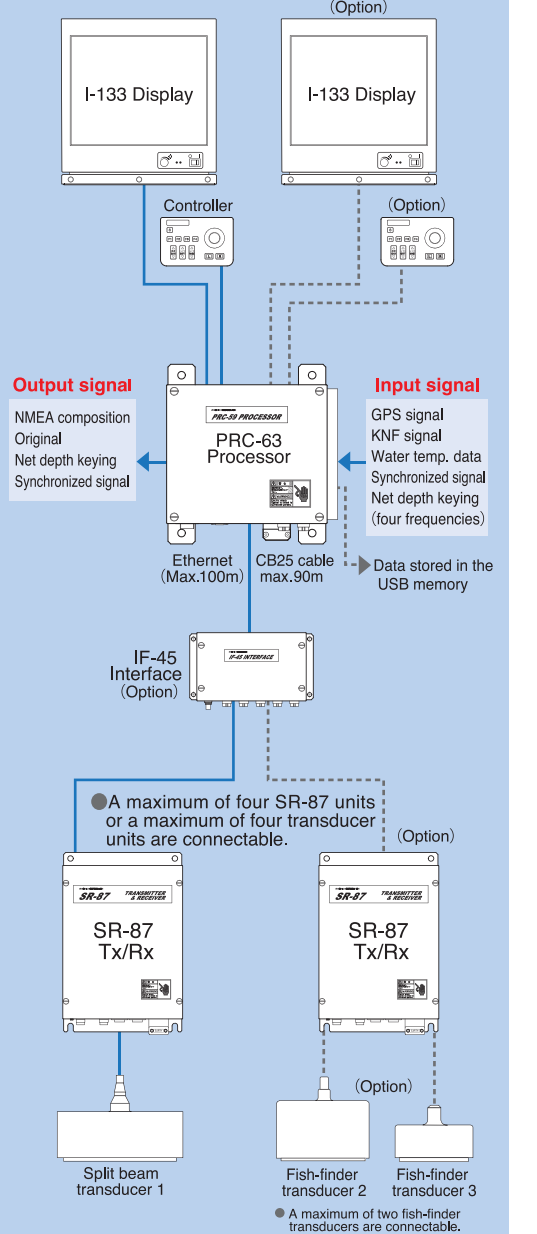 (Option)
I-133 Display
I-133 Display
Controller
(Option)
Output signal
NMEA composition
Original
Net depth keying
Synchronized signal
PRC-59 PROCESSOR
PRC-63
Processor
Input signal
GPS signal
KNF signal
Water temp. data
Synchronized signal
Net depth keying
(four frequencies)
Ethernet
(Max.100m)
CB25 cable
max.90m
Data stored in the
USB memory
IF-45
Interface
(Option)
IF-45 INTERFACE
●A maximum of four SR-87 units
or a maximum of four transducer
units are connectable.
(Option)
SR-87 TRANSMITTER
& RECEIVER
SR-87
Tx/Rx
SR-87 TRANSMITTER
& RECEIVER
SR-87
Tx/Rx
(Option)
Split beam
transducer 1
Fish-finder
transducer 2
Fish-finder
transducer 3
● A maximum of two fish-finder
transducers are connectable.